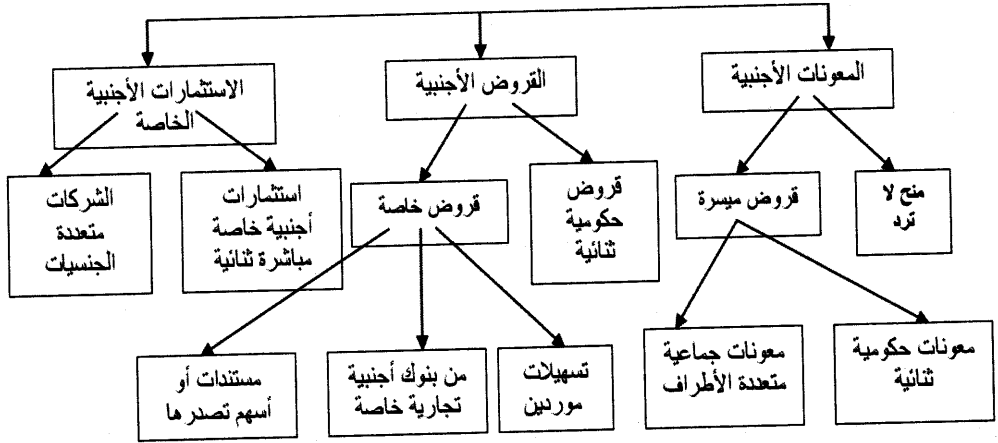 المعونات الأجنبية
القروض الأجنبية
الاستثمارات الأجنبية
الخاصة
منح لا
ترد
قروض ميسرة
قروض
حكومية
ثنائية
قروض خاصة
استثمارات
أجنبية خاصة
مباشرة ثنائية
الشركات
متعددة
الجنسيات
معونات حكومية
ثنائية
معونات جماعية
متعددة الأطراف
تسهيلات
موردين
من بنوك أجنبية
تجارية خاصة
مستندات أو
أسهم تصدرها